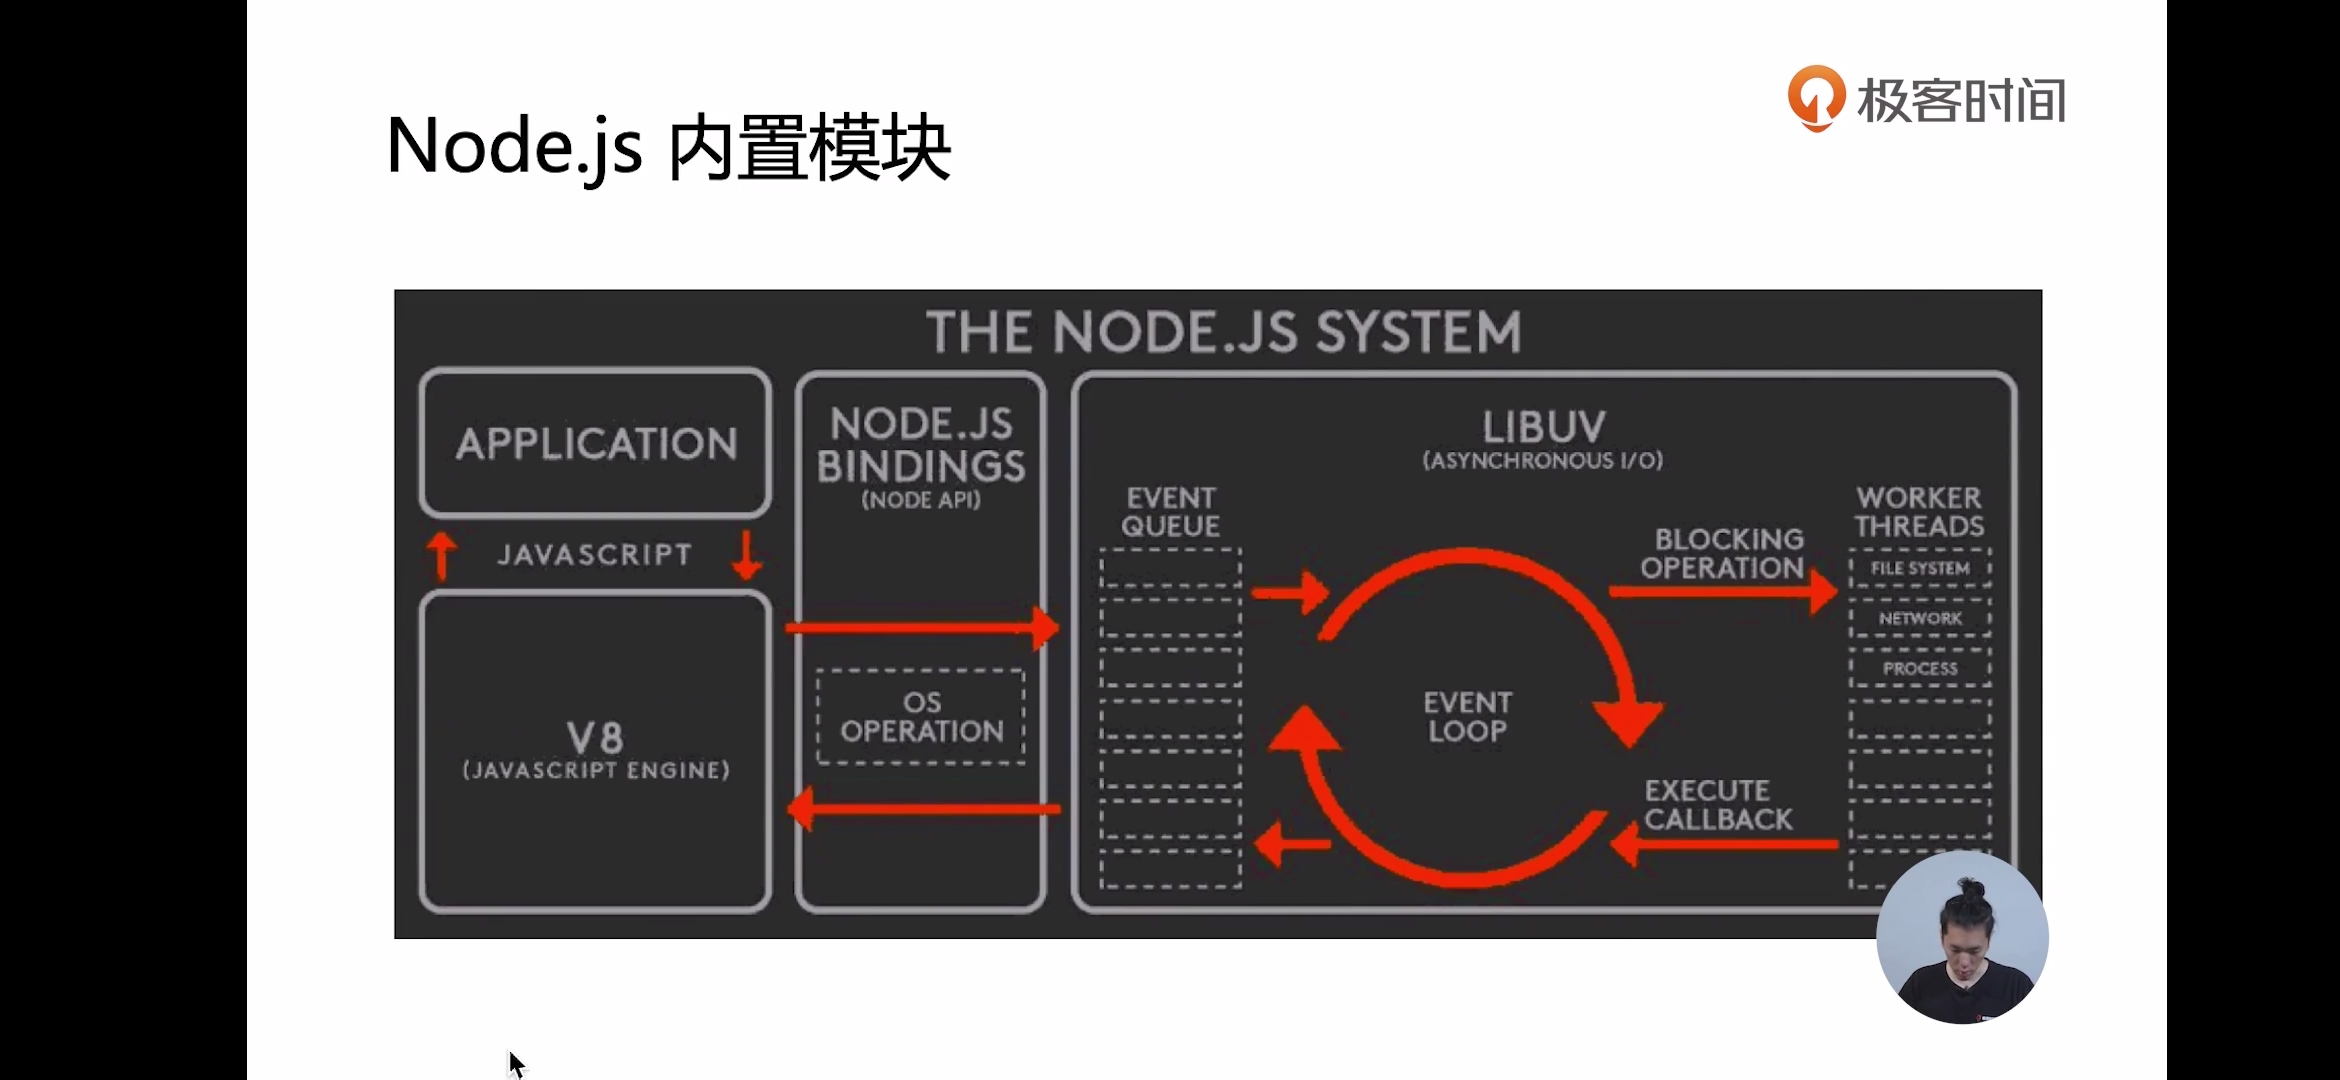 极客时间
Node.js 内置模块
THE NODE.JS SYSTEM
APPLICATION
JAVASCRIPT
V8
(JAVASCRIPT ENGINE)
NODE.JS
BINDINGS
(NODE API)
OS
OPERATION
LIBUV
(ASYNCHRONOUS I/O)
EVENT
QUEUE
EVENT
LOOP
BLOCKING
OPERATION
EXECUTE
CALLBACK
WORKER
THREADS
FILE SYSTEM
NETWORK
PROCESS